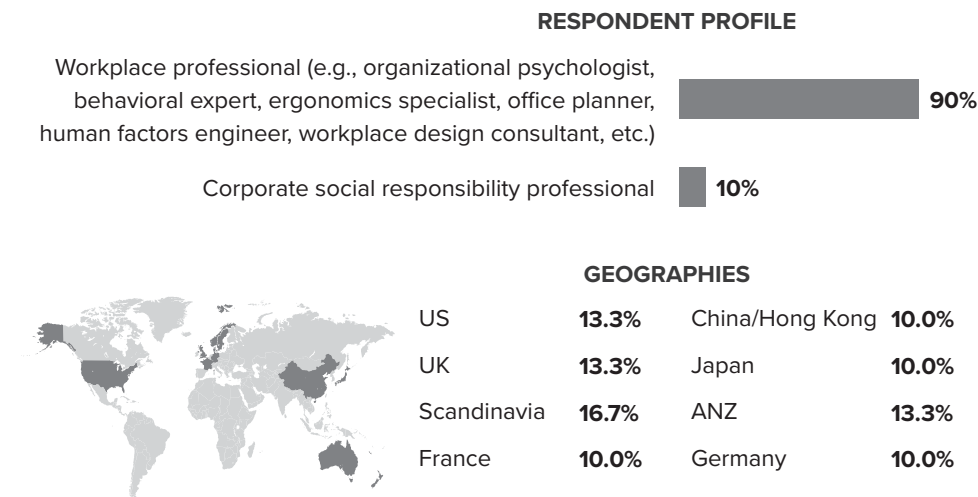 RESPONDENT PROFILE
Workplace professional (e.g., organizational psychologist,
behavioral expert, ergonomics specialist, office planner,
human factors engineer, workplace design consultant, etc.)
90%
Corporate social responsibility professional
10%
GEOGRAPHIES
US 13.3% China/Hong Kong 10.0%
UK 13.3% Japan 10.0%
Scandinavia 16.7% ANZ 13.3%
France 10.0% Germany 10.0%